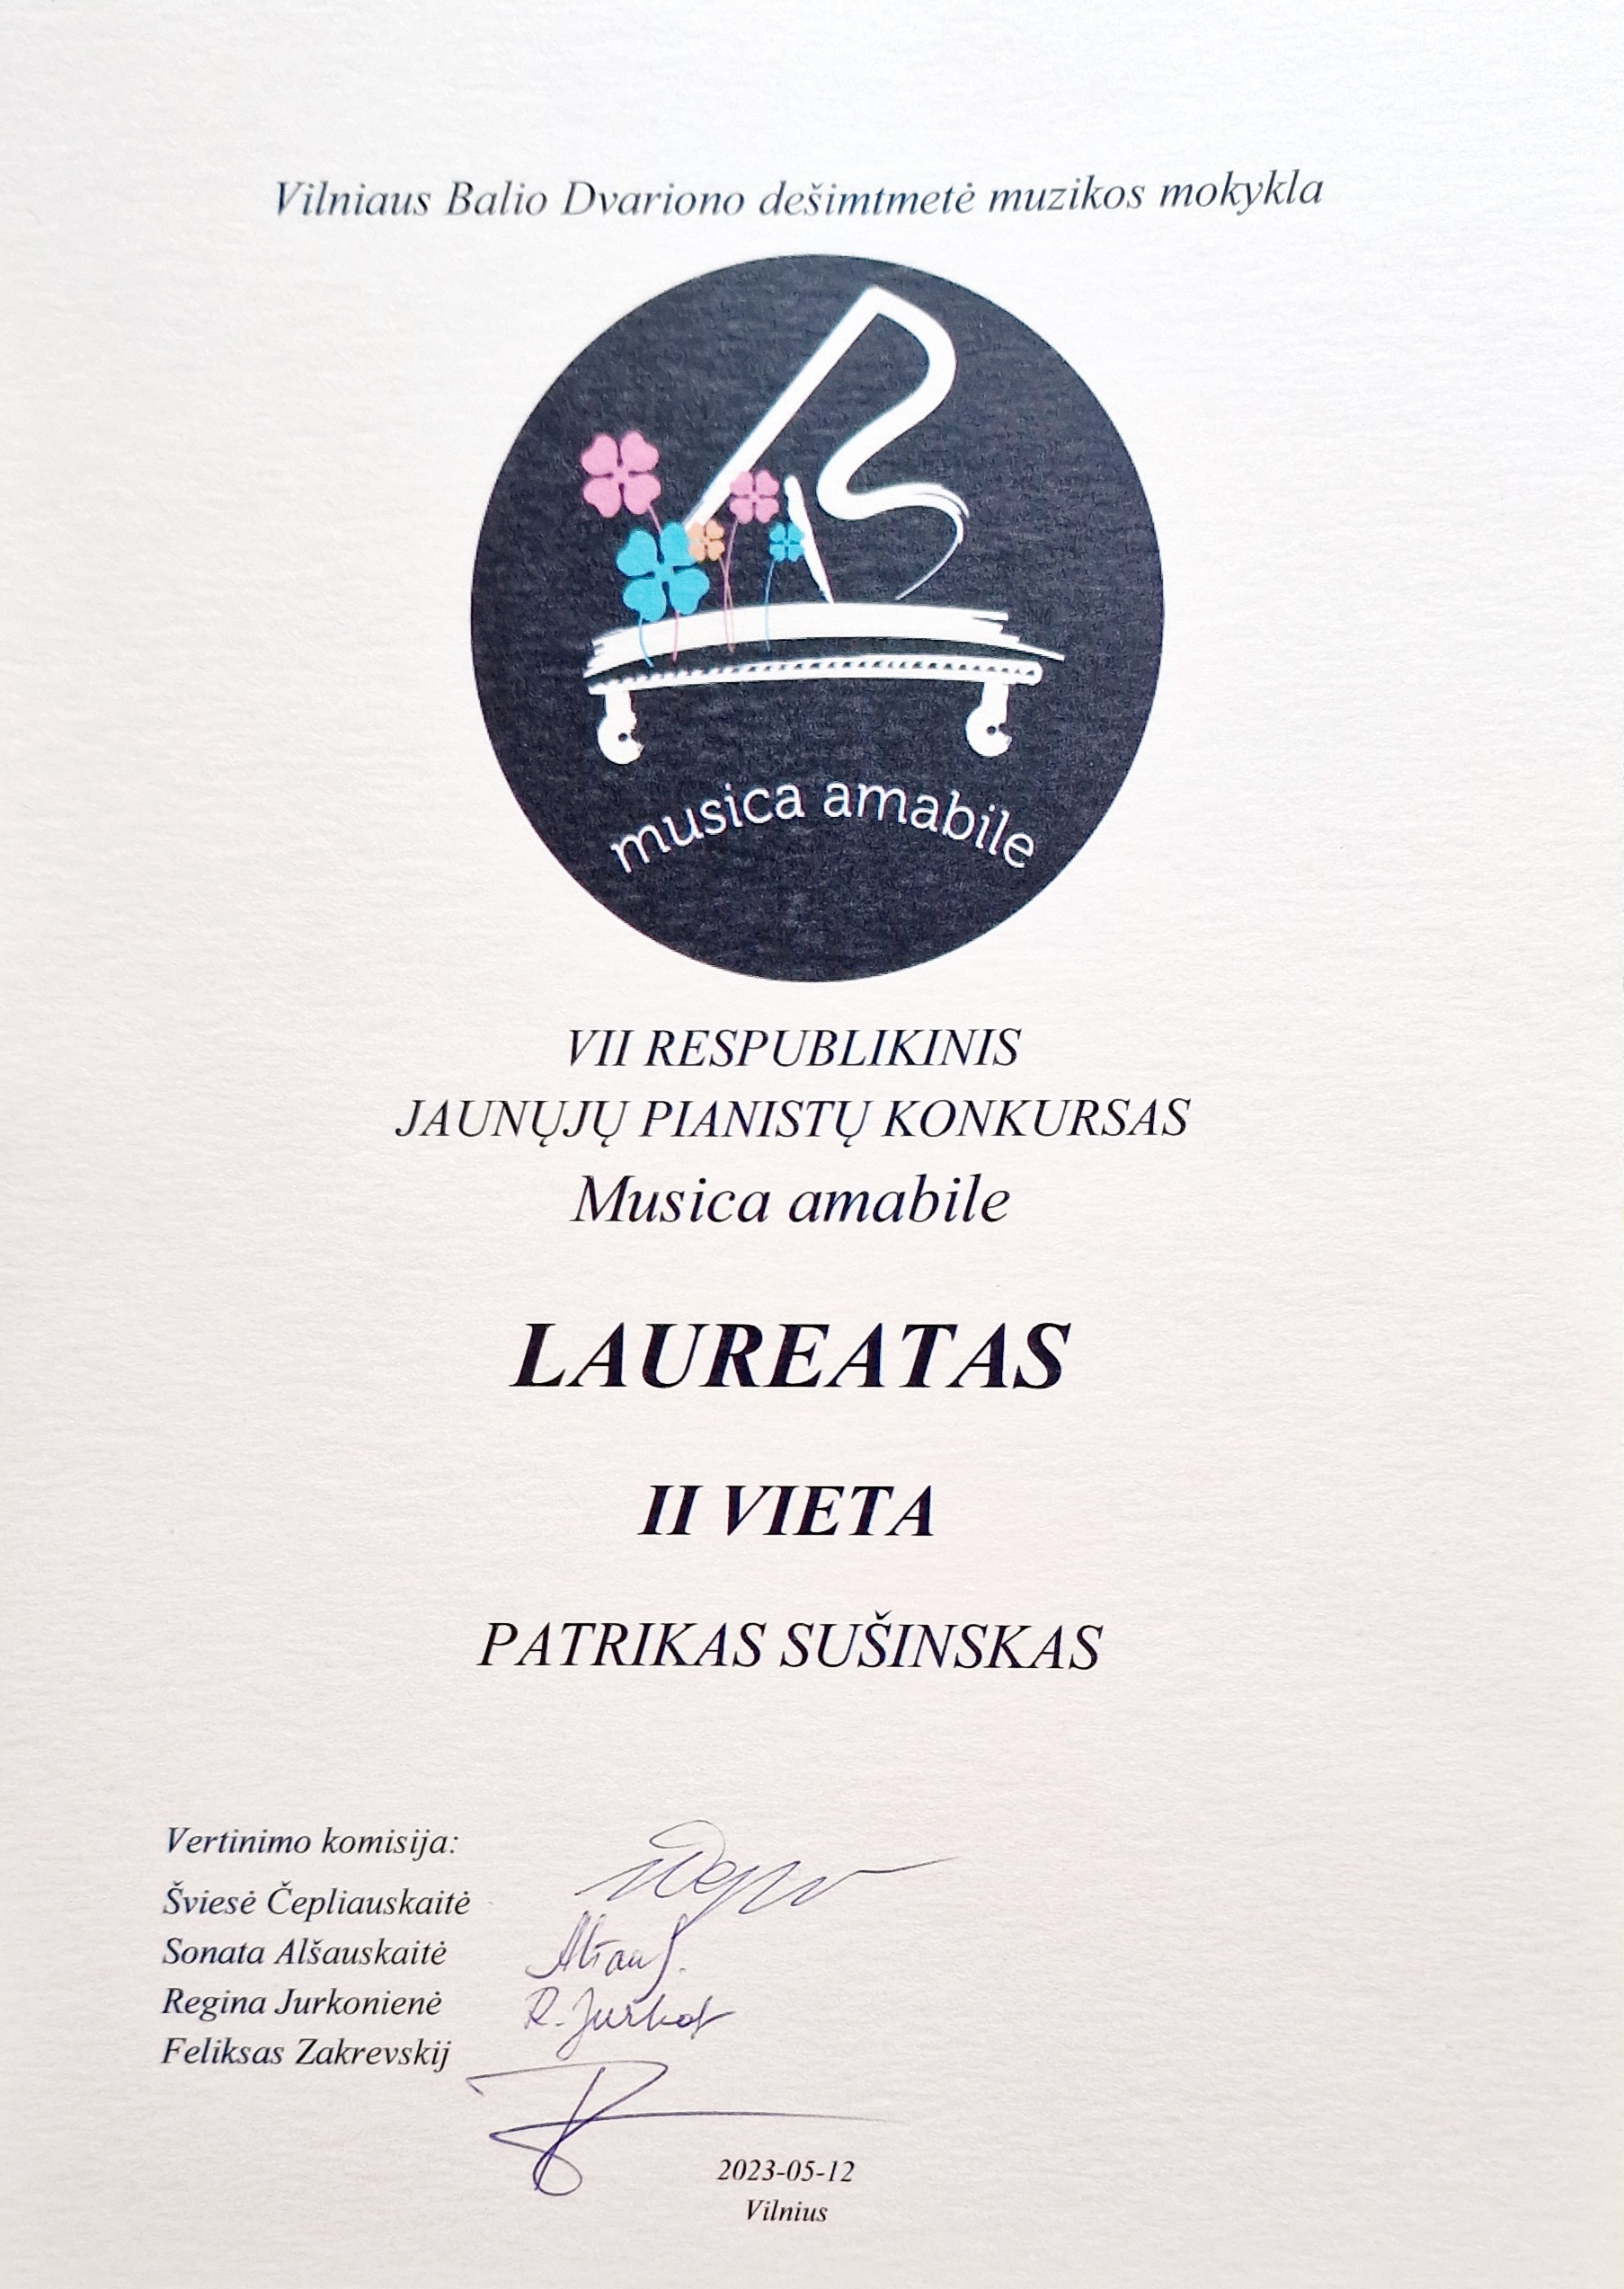 Vilniaus Balio Dvariono dešimtmetė muzikos mokykla
musica amabile
VII RESPUBLIKINIS
JAUNŲJŲ PIANISTŲ KONKURSAS
Musica amabile
LAUREATAS
II VIETA
PATRIKAS SUŠINSKAS
Vertinimo komisija:
Šviesė Čepliauskaitė
Sonata Alšauskaitė
Regina Jurkonienė
Feliksas Zakrevskij
2023-05-12
Vilnius